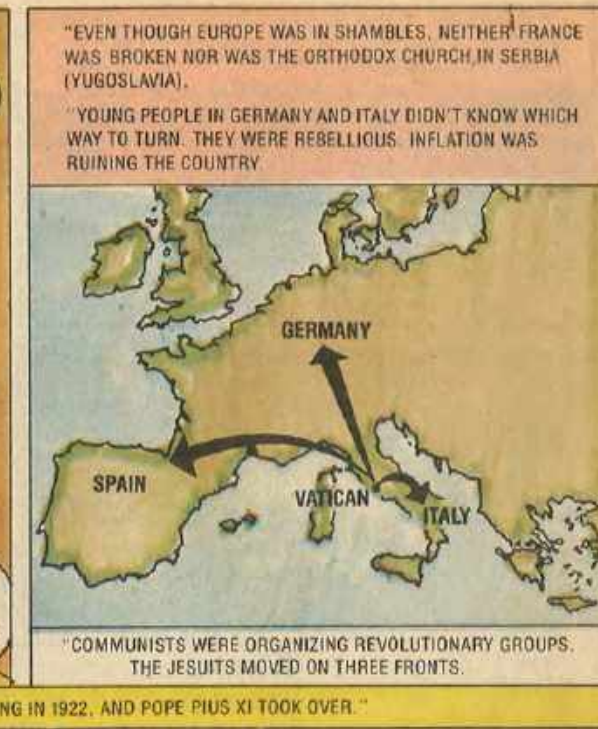 "EVEN THOUGH EUROPE WAS IN SHAMBLES, NEITHER FRANCE
WAS BROKEN NOR WAS THE ORTHODOX CHURCH IN SERBIA
(YUGOSLAVIA).
"YOUNG PEOPLE IN GERMANY AND ITALY DIDN'T KNOW WHICH
WAY TO TURN. THEY WERE REBELLIOUS. INFLATION WAS
RUINING THE COUNTRY.
GERMANY
SPAIN
VATICAN
ITALY
"COMMUNISTS WERE ORGANIZING REVOLUTIONARY GROUPS.
THE JESUITS MOVED ON THREE FRONTS.
NG IN 1922, AND POPE PIUS XI TOOK OVER."